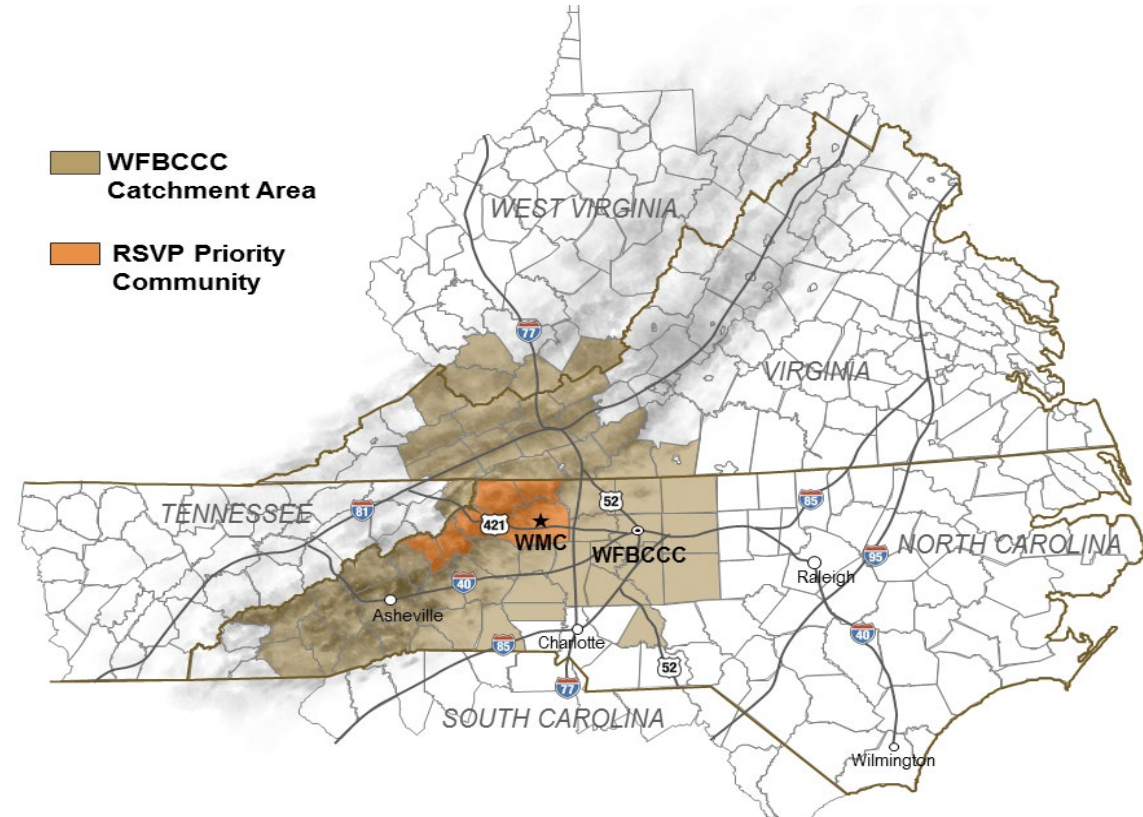 WFBCCC
Catchment Area
RSVP Priority
Community
WEST VIRGINIA
77
VIRGINIA
TENNESSEE
81
421
52
85
WMC
WFBCCC
NORTH CAROLINA
95
Raleigh
40
Asheville
Charlotte
85
40
52
77
SOUTH CAROLINA
Wilmington